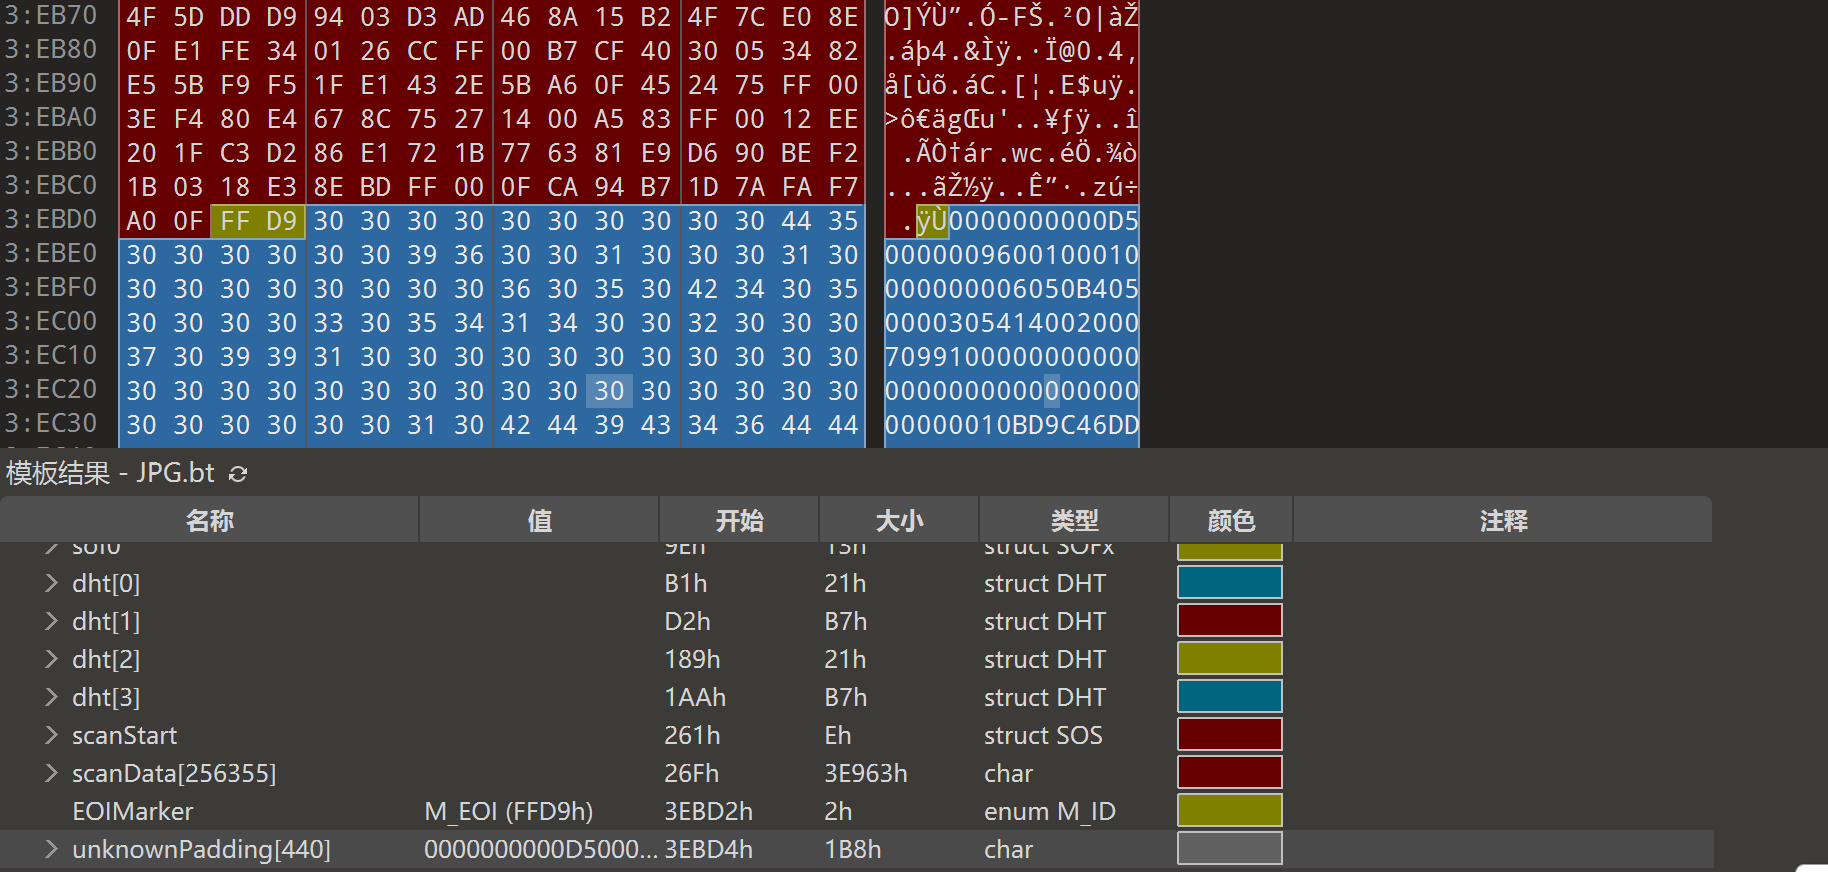 3:EB70 4F 5D DD D9 94 03 D3 AD 46 8A 15 B2 4F 7C E0 8E O]ÝÙ”.Ó-FŠ.²O|àŽ
3:EB80 0F E1 FE 34 01 26 CC FF 00 B7 CF 40 30 05 34 82 .áþ4.&Ìÿ.·Ï@0.4‚
3:EB90 E5 5B F9 F5 1F E1 43 2E 5B A6 0F 45 24 75 FF 00 å[ùõ.áC.[¦.E$uÿ.
3:EBA0 3E F4 80 E4 67 8C 75 27 14 00 A5 83 FF 00 12 EE >ô€ägŒu'..¥ƒÿ..î
3:EBB0 20 1F C3 D2 86 E1 72 1B 77 63 81 E9 D6 90 BE F2 .ÃÒ†ár.wc.éÖ.¾ò
3:EBC0 1B 03 18 E3 8E BD FF 00 0F CA 94 B7 1D 7A FA F7 ...ãŽ½ÿ..Ê”·.zú÷
3:EBD0 A0 0F FF D9 30 30 30 30 30 30 30 30 30 30 44 35 .ÿÙ0000000000D5
3:EBE0 30 30 30 30 30 30 39 36 30 30 31 30 30 30 31 30 0000009600100010
3:EBF0 30 30 30 30 30 30 30 30 36 30 35 30 42 34 30 35 000000006050B405
3:EC00 30 30 30 30 33 30 35 34 31 34 30 30 32 30 30 30 0000305414002000
3:EC10 37 30 39 39 31 30 30 30 30 30 30 30 30 30 30 30 7099100000000000
3:EC20 30 30 30 30 30 30 30 30 30 30 30 30 30 30 30 30 0000000000000000
3:EC30 30 30 30 30 30 30 31 30 42 44 39 43 34 36 44 44 00000010BD9C46DD
模板结果 - JPG.bt
名称 值 开始 大小 类型 颜色 注释
sof0 9Eh 13h struct SOFx
dht[0] B1h 21h struct DHT
dht[1] D2h B7h struct DHT
dht[2] 189h 21h struct DHT
dht[3] 1AAh B7h struct DHT
scanStart 261h Eh struct SOS
scanData[256355] 26Fh 3E963h char
EOIMarker M_EOI (FFD9h) 3EBD2h 2h enum M_ID
unknownPadding[440] 0000000000D5000... 3EBD4h 1B8h char